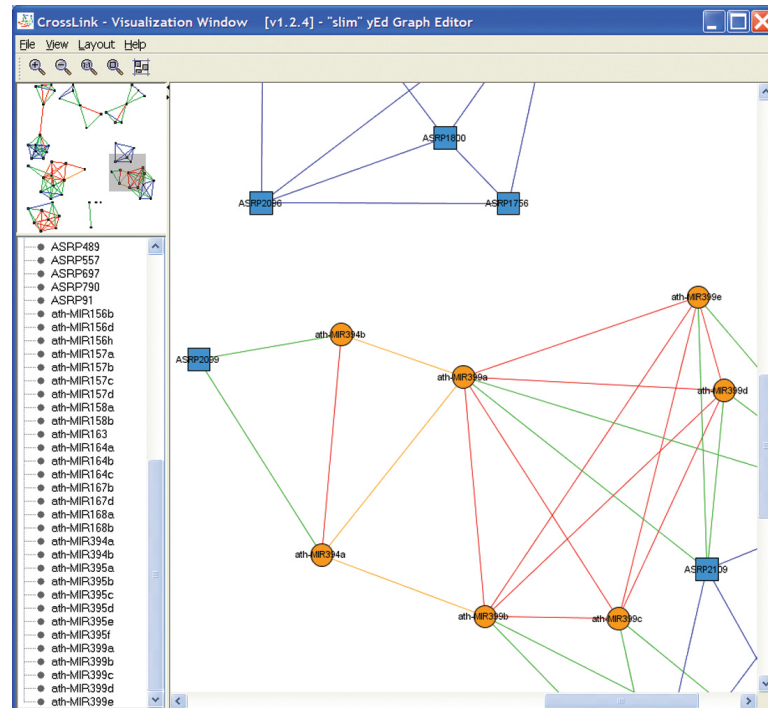 CrossLink - Visualization Window [v1.2.4] - "slim" yEd Graph Editor
File View Layout Help
ASRP489
ASRP557
ASRP697
ASRP790
ASRP91
ath-MIR156b
ath-MIR156d
ath-MIR156h
ath-MIR157a
ath-MIR157b
ath-MIR157c
ath-MIR157d
ath-MIR158a
ath-MIR158b
ath-MIR163
ath-MIR164a
ath-MIR164b
ath-MIR164c
ath-MIR167b
ath-MIR167d
ath-MIR168a
ath-MIR168b
ath-MIR394a
ath-MIR394b
ath-MIR395a
ath-MIR395b
ath-MIR395c
ath-MIR395d
ath-MIR395e
ath-MIR395f
ath-MIR399a
ath-MIR399b
ath-MIR399c
ath-MIR399d
ath-MIR399e
ASRP1800
ASRP2096
ASRP1756
ath-MIR399e
ath-MIR394b
ASRP2099
ath-MIR399a
ath-MIR399d
ath-MIR394a
ASRP2109
ath-MIR399b
ath-MIR399c